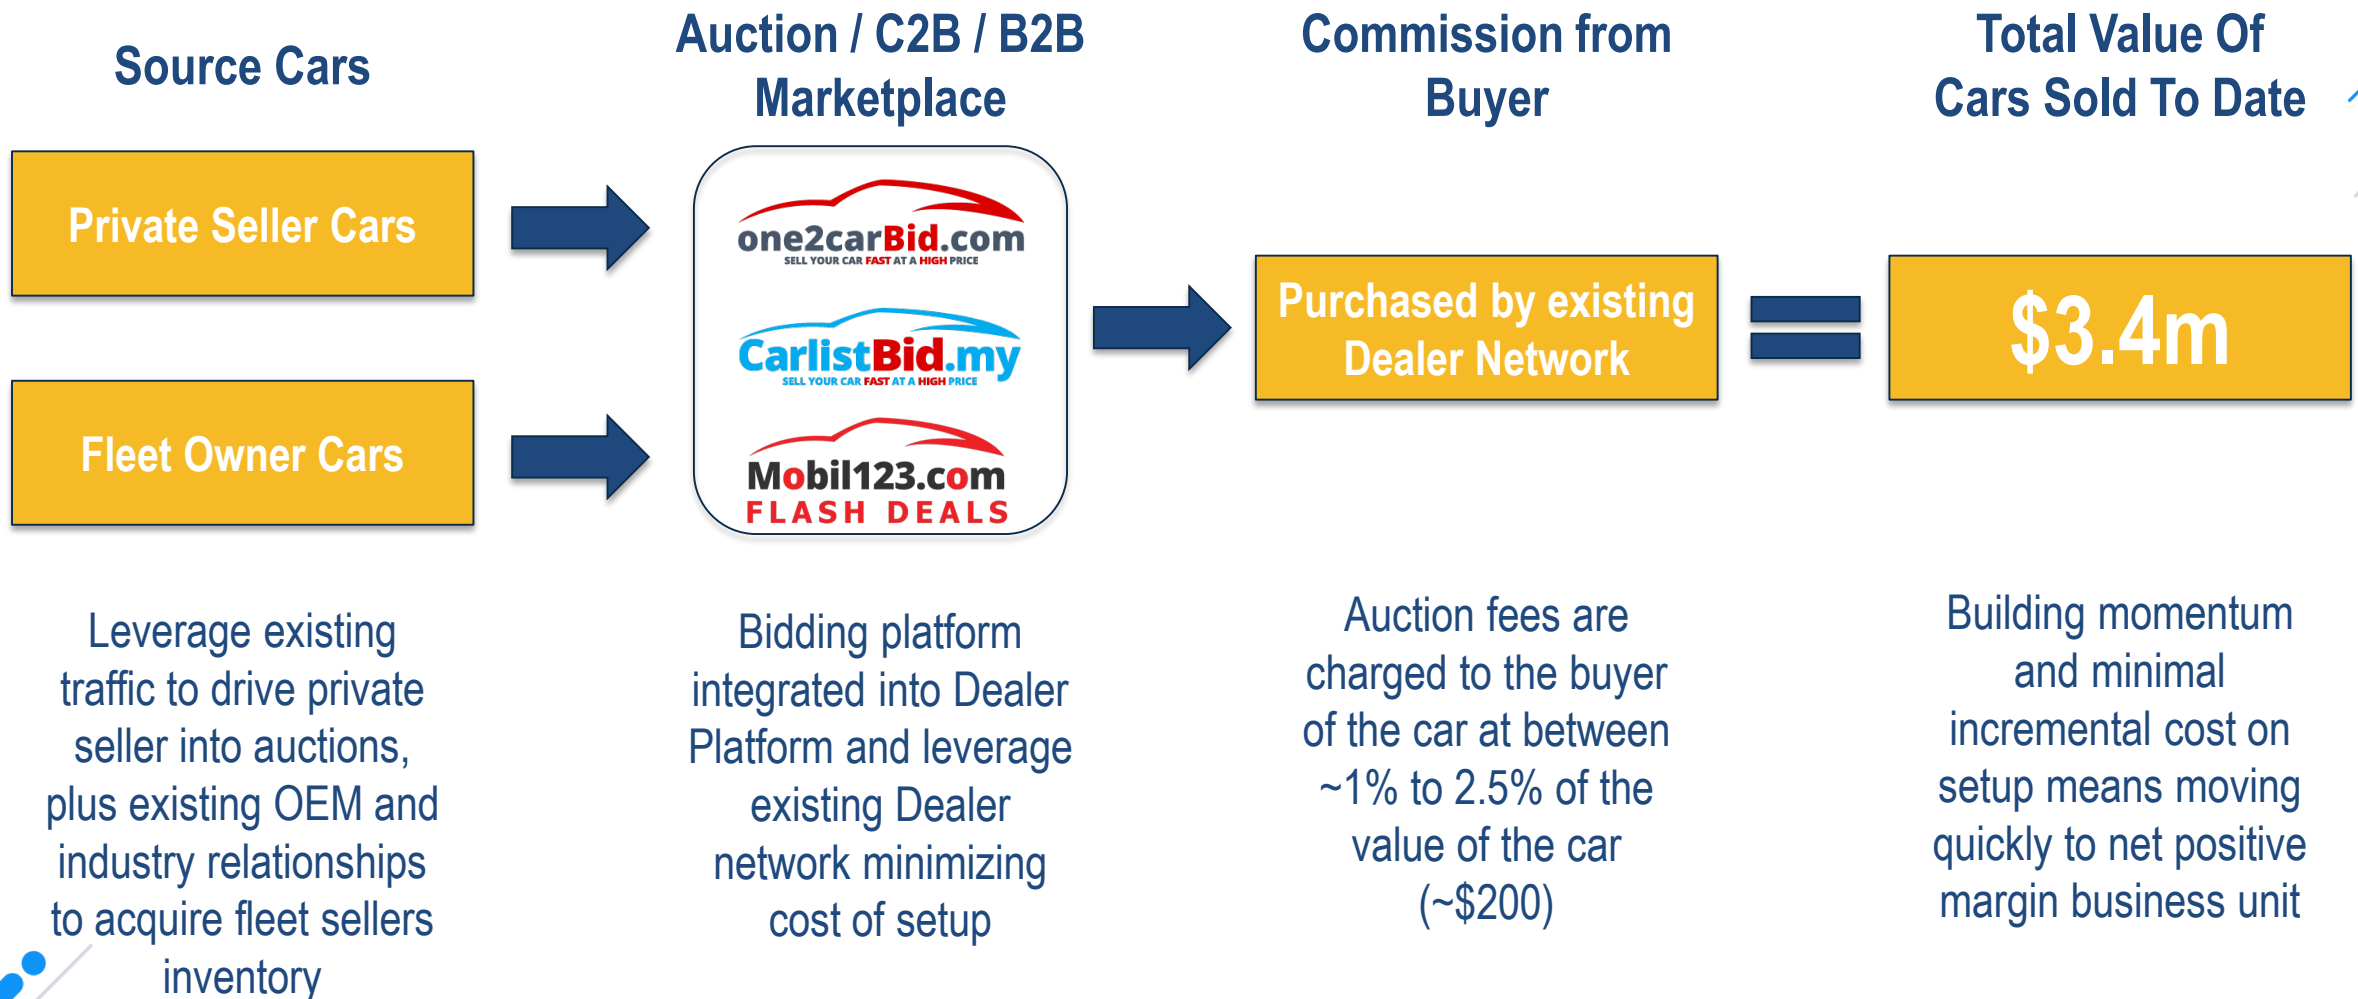 Source Cars
Auction / C2B / B2B
Marketplace
Commission from
Buyer
Total Value Of
Cars Sold To Date
Private Seller Cars
Fleet Owner Cars
one2carBid.com
SELL YOUR CAR FAST AT A HIGH PRICE
CarlistBid.my
SELL YOUR CAR FAST AT A HIGH PRICE
Mobil123.com
FLASH DEALS
Purchased by existing
Dealer Network
$3.4m
Leverage existing
traffic to drive private
seller into auctions,
plus existing OEM and
industry relationships
to acquire fleet sellers
inventory
Bidding platform
integrated into Dealer
Platform and leverage
existing Dealer
network minimizing
cost of setup
Auction fees are
charged to the buyer
of the car at between
~1% to 2.5% of the
value of the car
(~$200)
Building momentum
and minimal
incremental cost on
setup means moving
quickly to net positive
margin business unit